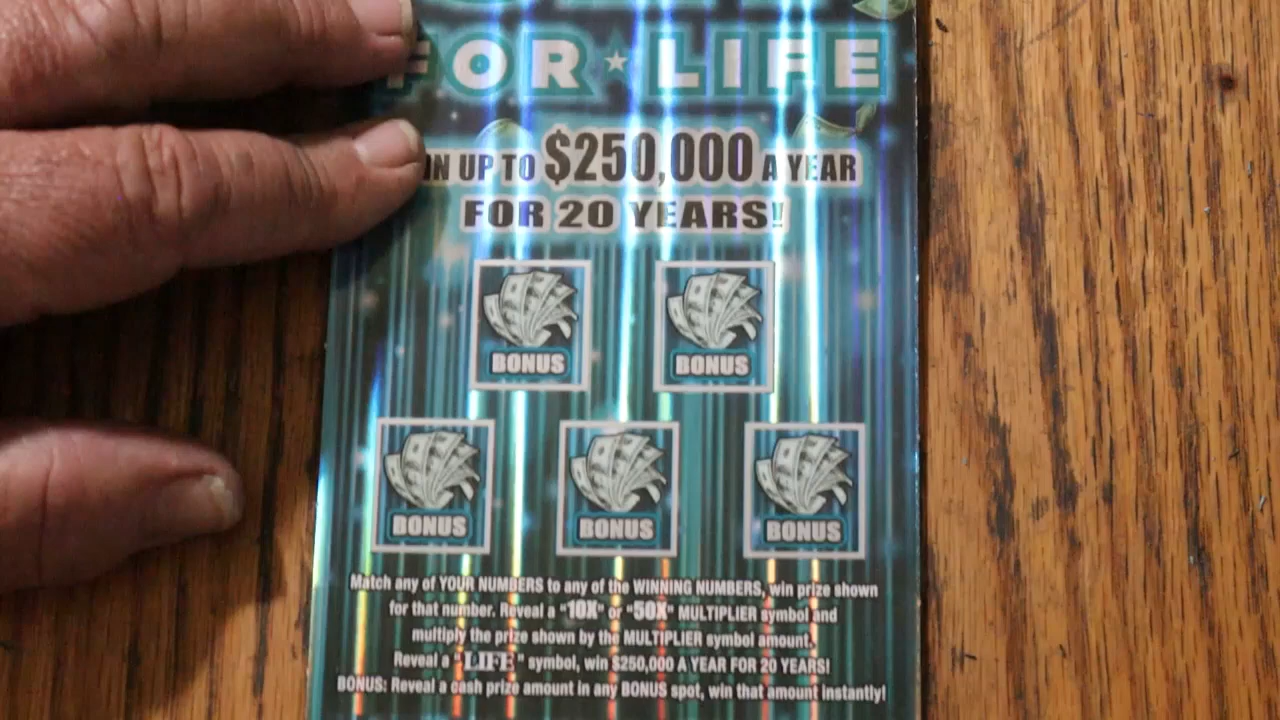 FOR LIFE
IN UP TO $250,000 A YEAR
FOR 20 YEARS!
BONUS BONUS
BONUS BONUS BONUS
Match any of YOUR NUMBERS to any of the WINNING NUMBERS, win prize shown
for that number. Reveal a "10X" or "50X" MULTIPLIER symbol and
multiply the prize shown by the MULTIPLIER symbol amount.
Reveal a "LIFE" symbol, win $250,000 A YEAR FOR 20 YEARS!
BONUS: Reveal a cash prize amount in any BONUS spot, win that amount instantly!